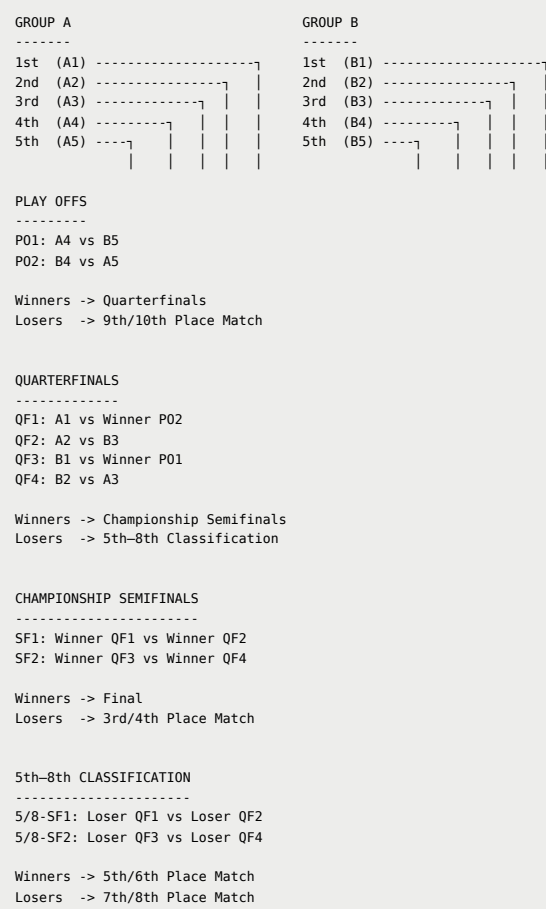 GROUP A GROUP B
------- -------
1st (A1) --------------------┐ 1st (B1) --------------------┐
2nd (A2) ----------------┐ │ 2nd (B2) ----------------┐ │
3rd (A3) -------------┐ │ │ 3rd (B3) -------------┐ │ │
4th (A4) ---------┐ │ │ │ 4th (B4) ---------┐ │ │ │
5th (A5) ----┐ │ │ │ │ 5th (B5) ----┐ │ │ │ │
│ │ │ │ │ │ │ │ │ │
PLAY OFFS
---------
PO1: A4 vs B5
PO2: B4 vs A5
Winners -> Quarterfinals
Losers -> 9th/10th Place Match
QUARTERFINALS
-------------
QF1: A1 vs Winner PO2
QF2: A2 vs B3
QF3: B1 vs Winner PO1
QF4: B2 vs A3
Winners -> Championship Semifinals
Losers -> 5th–8th Classification
CHAMPIONSHIP SEMIFINALS
-----------------------
SF1: Winner QF1 vs Winner QF2
SF2: Winner QF3 vs Winner QF4
Winners -> Final
Losers -> 3rd/4th Place Match
5th–8th CLASSIFICATION
----------------------
5/8-SF1: Loser QF1 vs Loser QF2
5/8-SF2: Loser QF3 vs Loser QF4
Winners -> 5th/6th Place Match
Losers -> 7th/8th Place Match